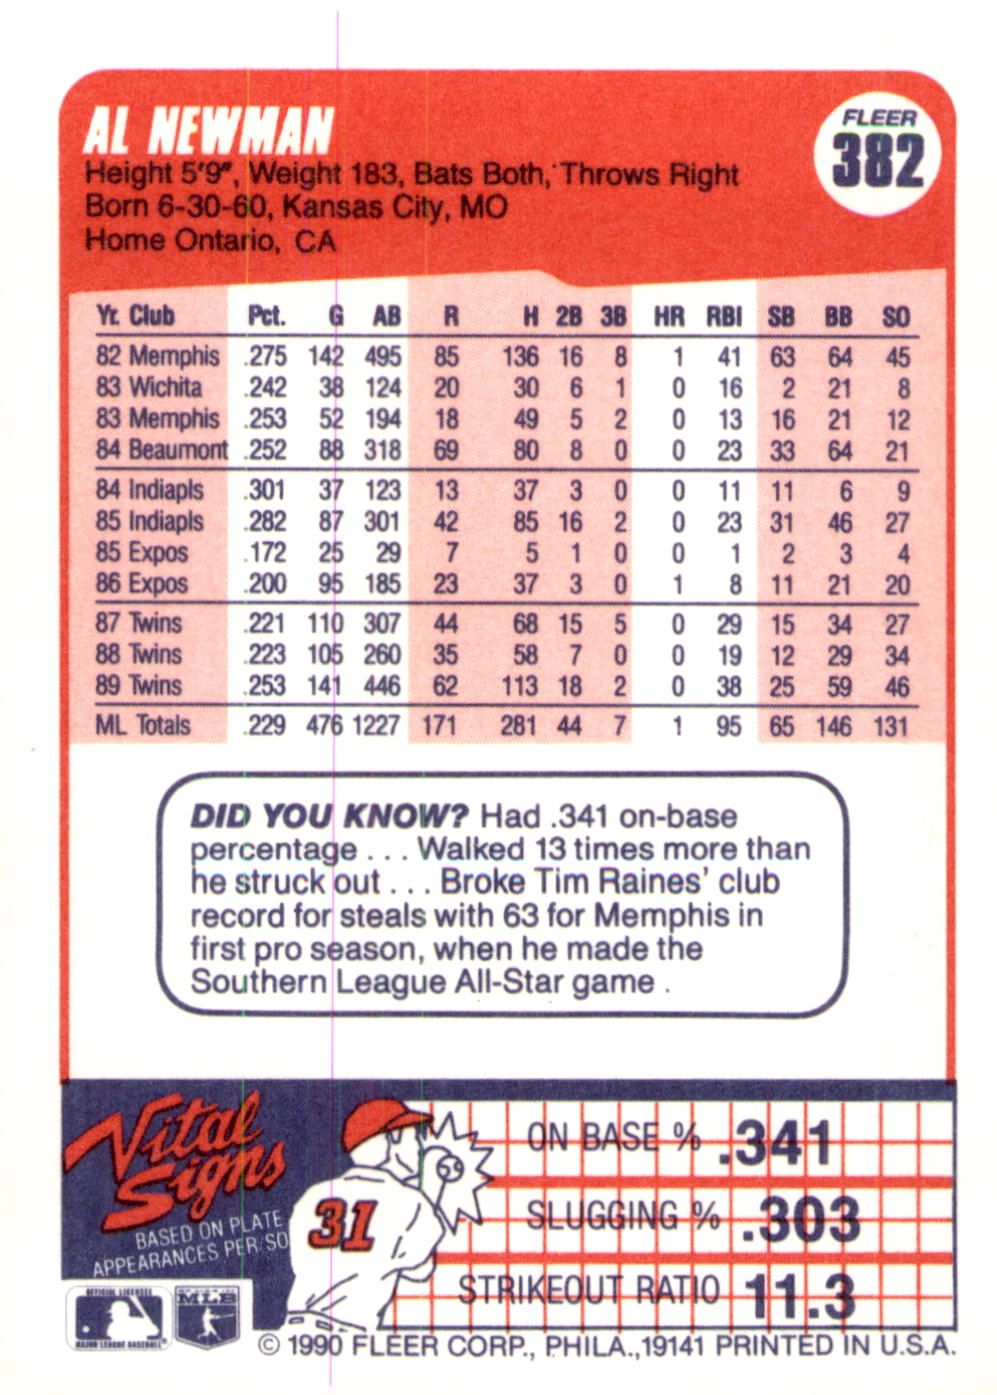 AL NEWMAN
FLEER
382
Height 5'9", Weight 183, Bats Both, Throws Right
Born 6-30-60, Kansas City, MO
Home Ontario, CA
Yr. Club Pct. G AB R H 2B 3B HR RBI SB BB SO
82 Memphis .275 142 495 85 136 16 8 1 41 63 64 45
83 Wichita .242 38 124 20 30 6 1 0 16 2 21 8
83 Memphis .253 52 194 18 49 5 2 0 13 16 21 12
84 Beaumont .252 88 318 69 80 8 0 0 23 33 64 21
84 Indiapls .301 37 123 13 37 3 0 0 11 11 6 9
85 Indiapls .282 87 301 42 85 16 2 0 23 31 46 27
85 Expos .172 25 29 7 5 1 0 0 1 2 3 4
86 Expos .200 95 185 23 37 3 0 1 8 11 21 20
87 Twins .221 110 307 44 68 15 5 0 29 15 34 27
88 Twins .223 105 260 35 58 7 0 0 19 12 29 34
89 Twins .253 141 446 62 113 18 2 0 38 25 59 46
ML Totals .229 476 1227 171 281 44 7 1 95 65 146 131
DID YOU KNOW? Had .341 on-base
percentage . . . Walked 13 times more than
he struck out . . . Broke Tim Raines' club
record for steals with 63 for Memphis in
first pro season, when he made the
Southern League All-Star game .
Vital
Signs
BASED ON PLATE
APPEARANCES PER/SO
31
ON BASE % .341
SLUGGING % .303
STRIKEOUT RATIO 11.3
OFFICIAL LICENSEE
MAJOR LEAGUE BASEBALL
MLB
© 1990 FLEER CORP., PHILA.,19141 PRINTED IN U.S.A.